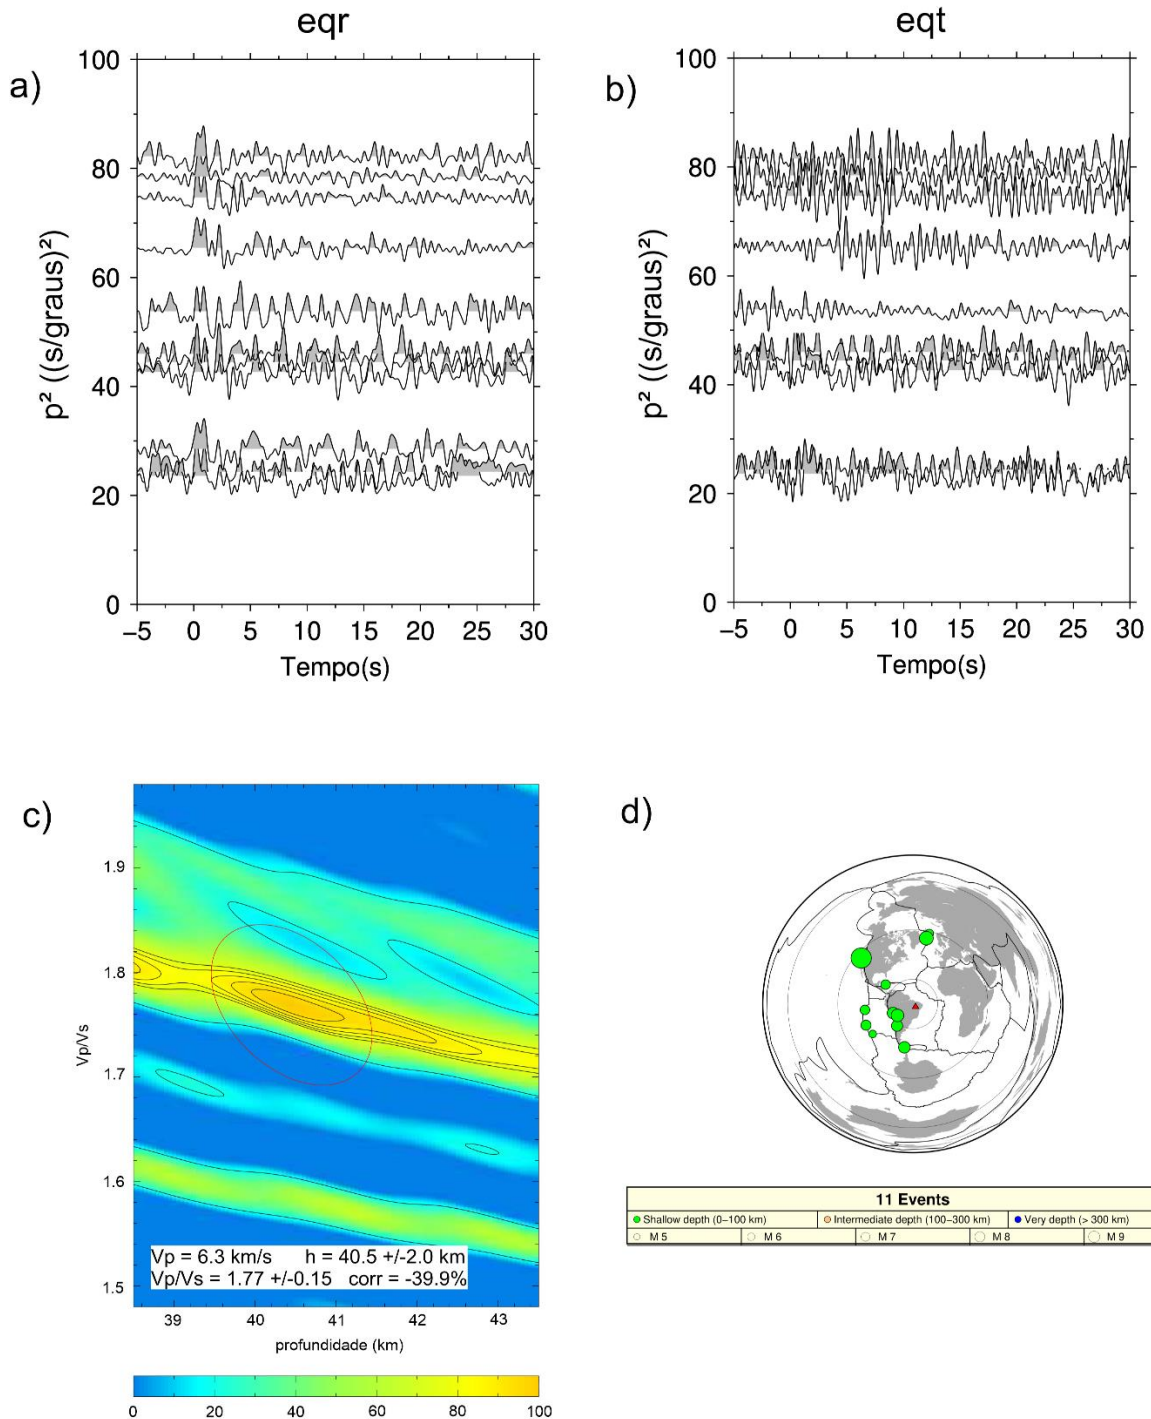 eqr
eqt
a)
b)
100
80
60
40
20
0
p² ((s/graus)²)
−5 0 5 10 15 20 25 30
Tempo(s)
100
80
60
40
20
0
p² ((s/graus)²)
−5 0 5 10 15 20 25 30
Tempo(s)
c)
1.9
1.8
1.7
1.6
1.5
Vp/Vs
Vp = 6.3 km/s h = 40.5 +/-2.0 km
Vp/Vs = 1.77 +/-0.15 corr = -39.9%
39 40 41 42 43
profundidade (km)
0 20 40 60 80 100
d)
11 Events
Shallow depth (0−100 km) Intermediate depth (100−300 km) Very depth (> 300 km)
M 5 M 6 M 7 M 8 M 9